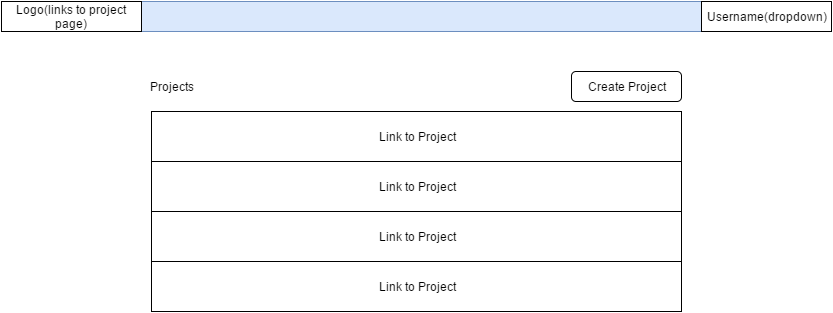 Logo(links to project
page)
Username(dropdown)
Projects
Create Project
Link to Project
Link to Project
Link to Project
Link to Project